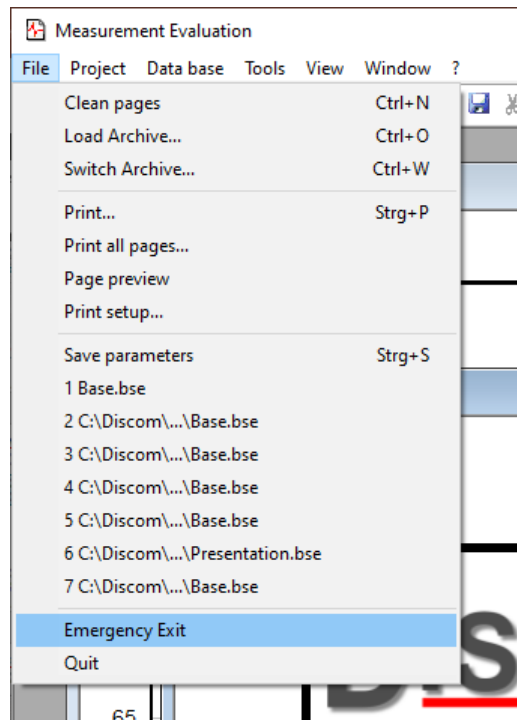 Measurement Evaluation
File Project Data base Tools View Window ?
Clean pages Ctrl+N
Load Archive... Ctrl+O
Switch Archive... Ctrl+W
Print... Strg+P
Print all pages...
Page preview
Print setup...
Save parameters Strg+S
1 Base.bse
2 C:\Discom\...\Base.bse
3 C:\Discom\...\Base.bse
4 C:\Discom\...\Base.bse
5 C:\Discom\...\Base.bse
6 C:\Discom\...\Presentation.bse
7 C:\Discom\...\Base.bse
Emergency Exit
Quit
65